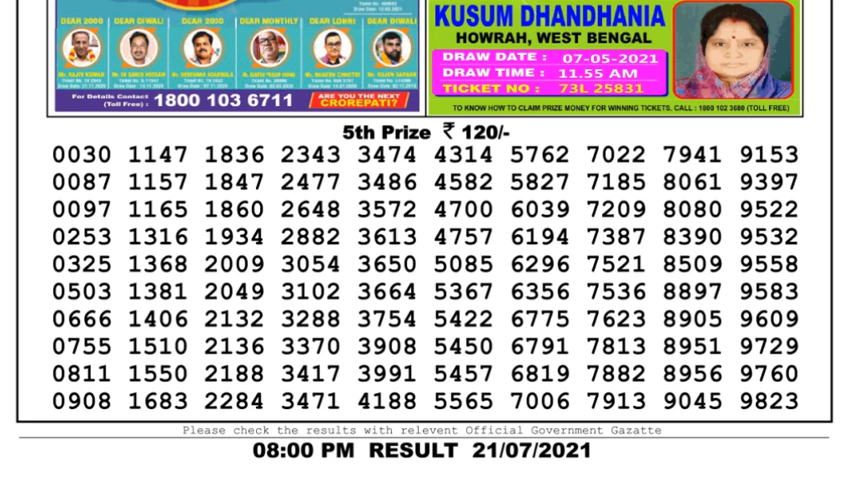 DEAR 2000 DEAR DIWALI DEAR 2000 DEAR MONTHLY DEAR LOHRI DEAR DIWALI
For Details Contact (Toll Free) : 1800 103 6711
ARE YOU THE NEXT CROREPATI?
KUSUM DHANDHANIA
HOWRAH, WEST BENGAL
DRAW DATE : 07-05-2021
DRAW TIME : 11.55 AM
TICKET NO : 73L 25831
TO KNOW HOW TO CLAIM PRIZE MONEY FOR WINNING TICKETS. CALL : 1800 102 3680 (TOLL FREE)
5th Prize ₹ 120/-
0030 1147 1836 2343 3474 4314 5762 7022 7941 9153
0087 1157 1847 2477 3486 4582 5827 7185 8061 9397
0097 1165 1860 2648 3572 4700 6039 7209 8080 9522
0253 1316 1934 2882 3613 4757 6194 7387 8390 9532
0325 1368 2009 3054 3650 5085 6296 7521 8509 9558
0503 1381 2049 3102 3664 5367 6356 7536 8897 9583
0666 1406 2132 3288 3754 5422 6775 7623 8905 9609
0755 1510 2136 3370 3908 5450 6791 7813 8951 9729
0811 1550 2188 3417 3991 5457 6819 7882 8956 9760
0908 1683 2284 3471 4188 5565 7006 7913 9045 9823
Please check the results with relevent Official Government Gazatte
08:00 PM RESULT 21/07/2021